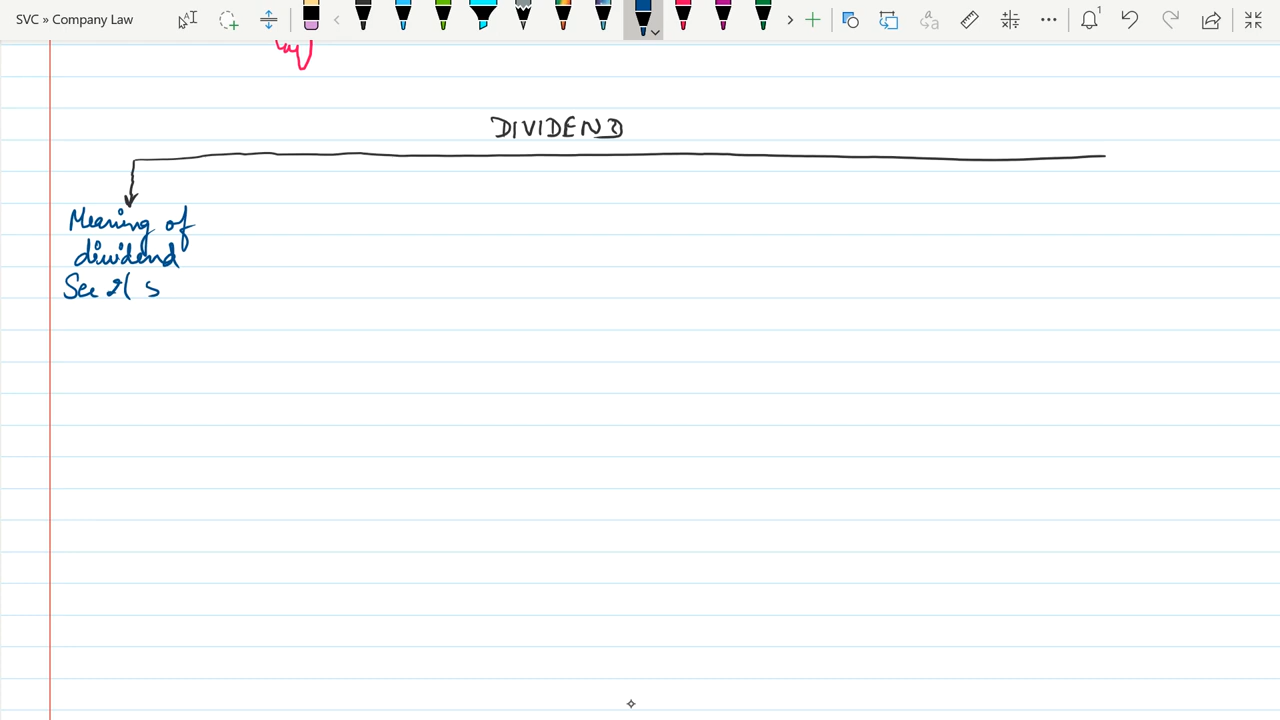 SVC » Company Law
DIVIDEND
Meaning of
dividend
Sec 2( s